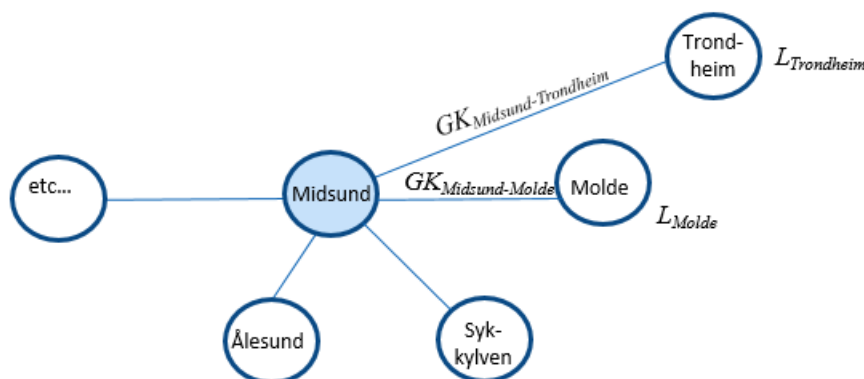 Trond-
heim
L_Trondheim
GK_Midsund-Trondheim
etc...
Midsund
GK_Midsund-Molde
Molde
L_Molde
Ålesund
Syk-
kylven